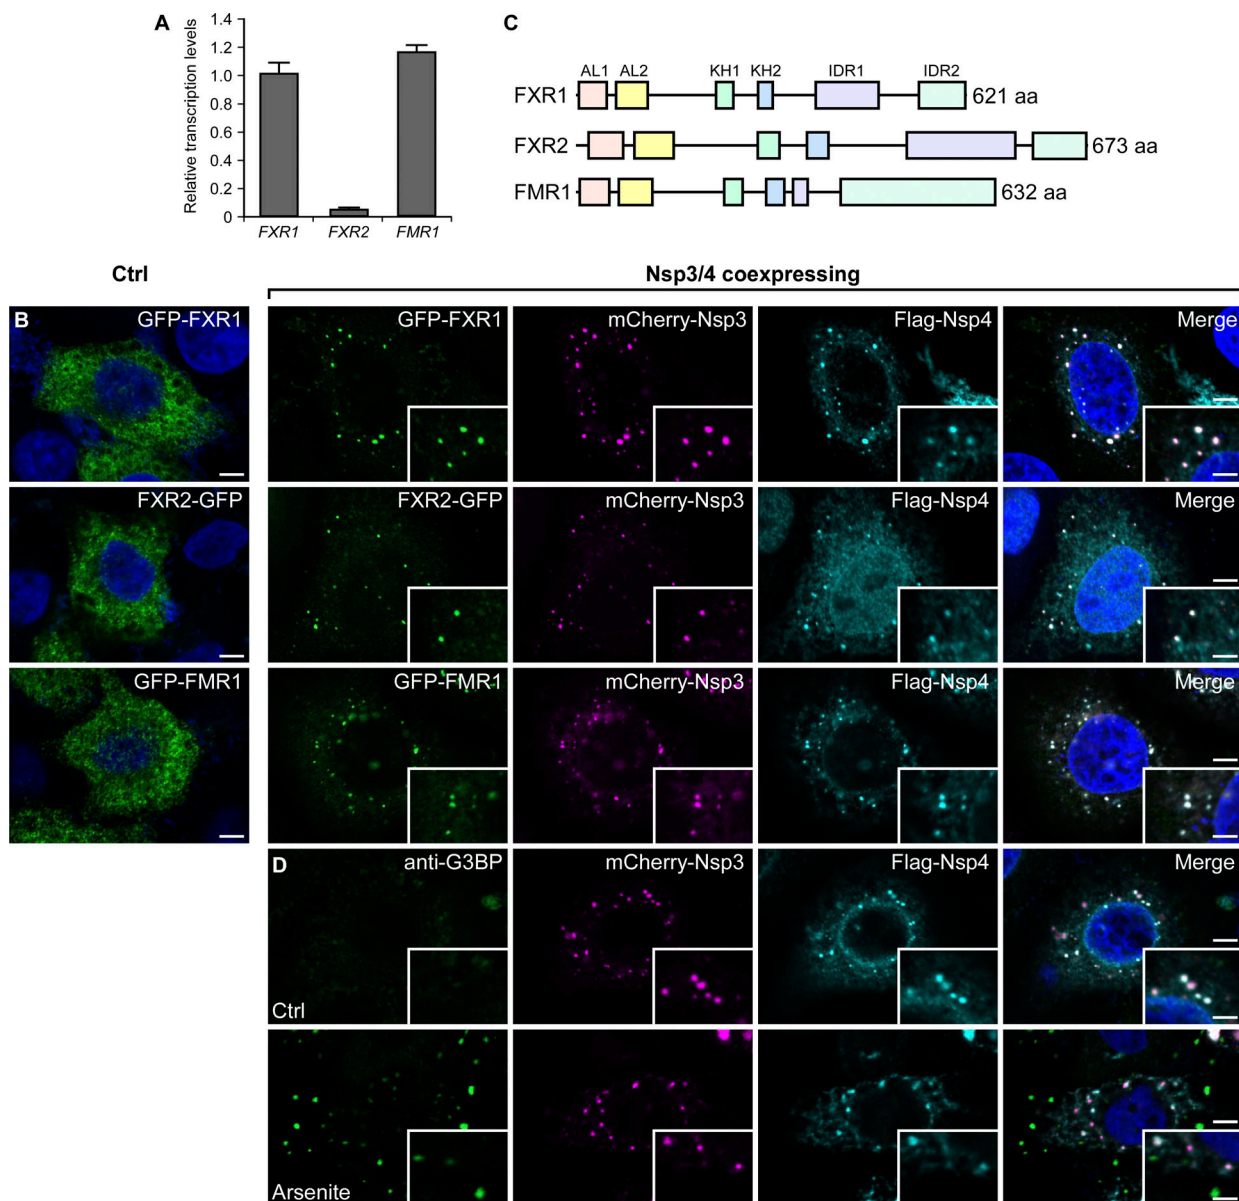 A
Relative transcription levels
1.4
1.2
1.0
0.8
0.6
0.4
0.2
0
FXR1 FXR2 FMR1
C
AL1 AL2 KH1 KH2 IDR1 IDR2
FXR1 621 aa
FXR2 673 aa
FMR1 632 aa
Ctrl
Nsp3/4 coexpressing
B GFP-FXR1 GFP-FXR1 mCherry-Nsp3 Flag-Nsp4 Merge
FXR2-GFP FXR2-GFP mCherry-Nsp3 Flag-Nsp4 Merge
GFP-FMR1 GFP-FMR1 mCherry-Nsp3 Flag-Nsp4 Merge
D anti-G3BP mCherry-Nsp3 Flag-Nsp4 Merge
Ctrl
Arsenite